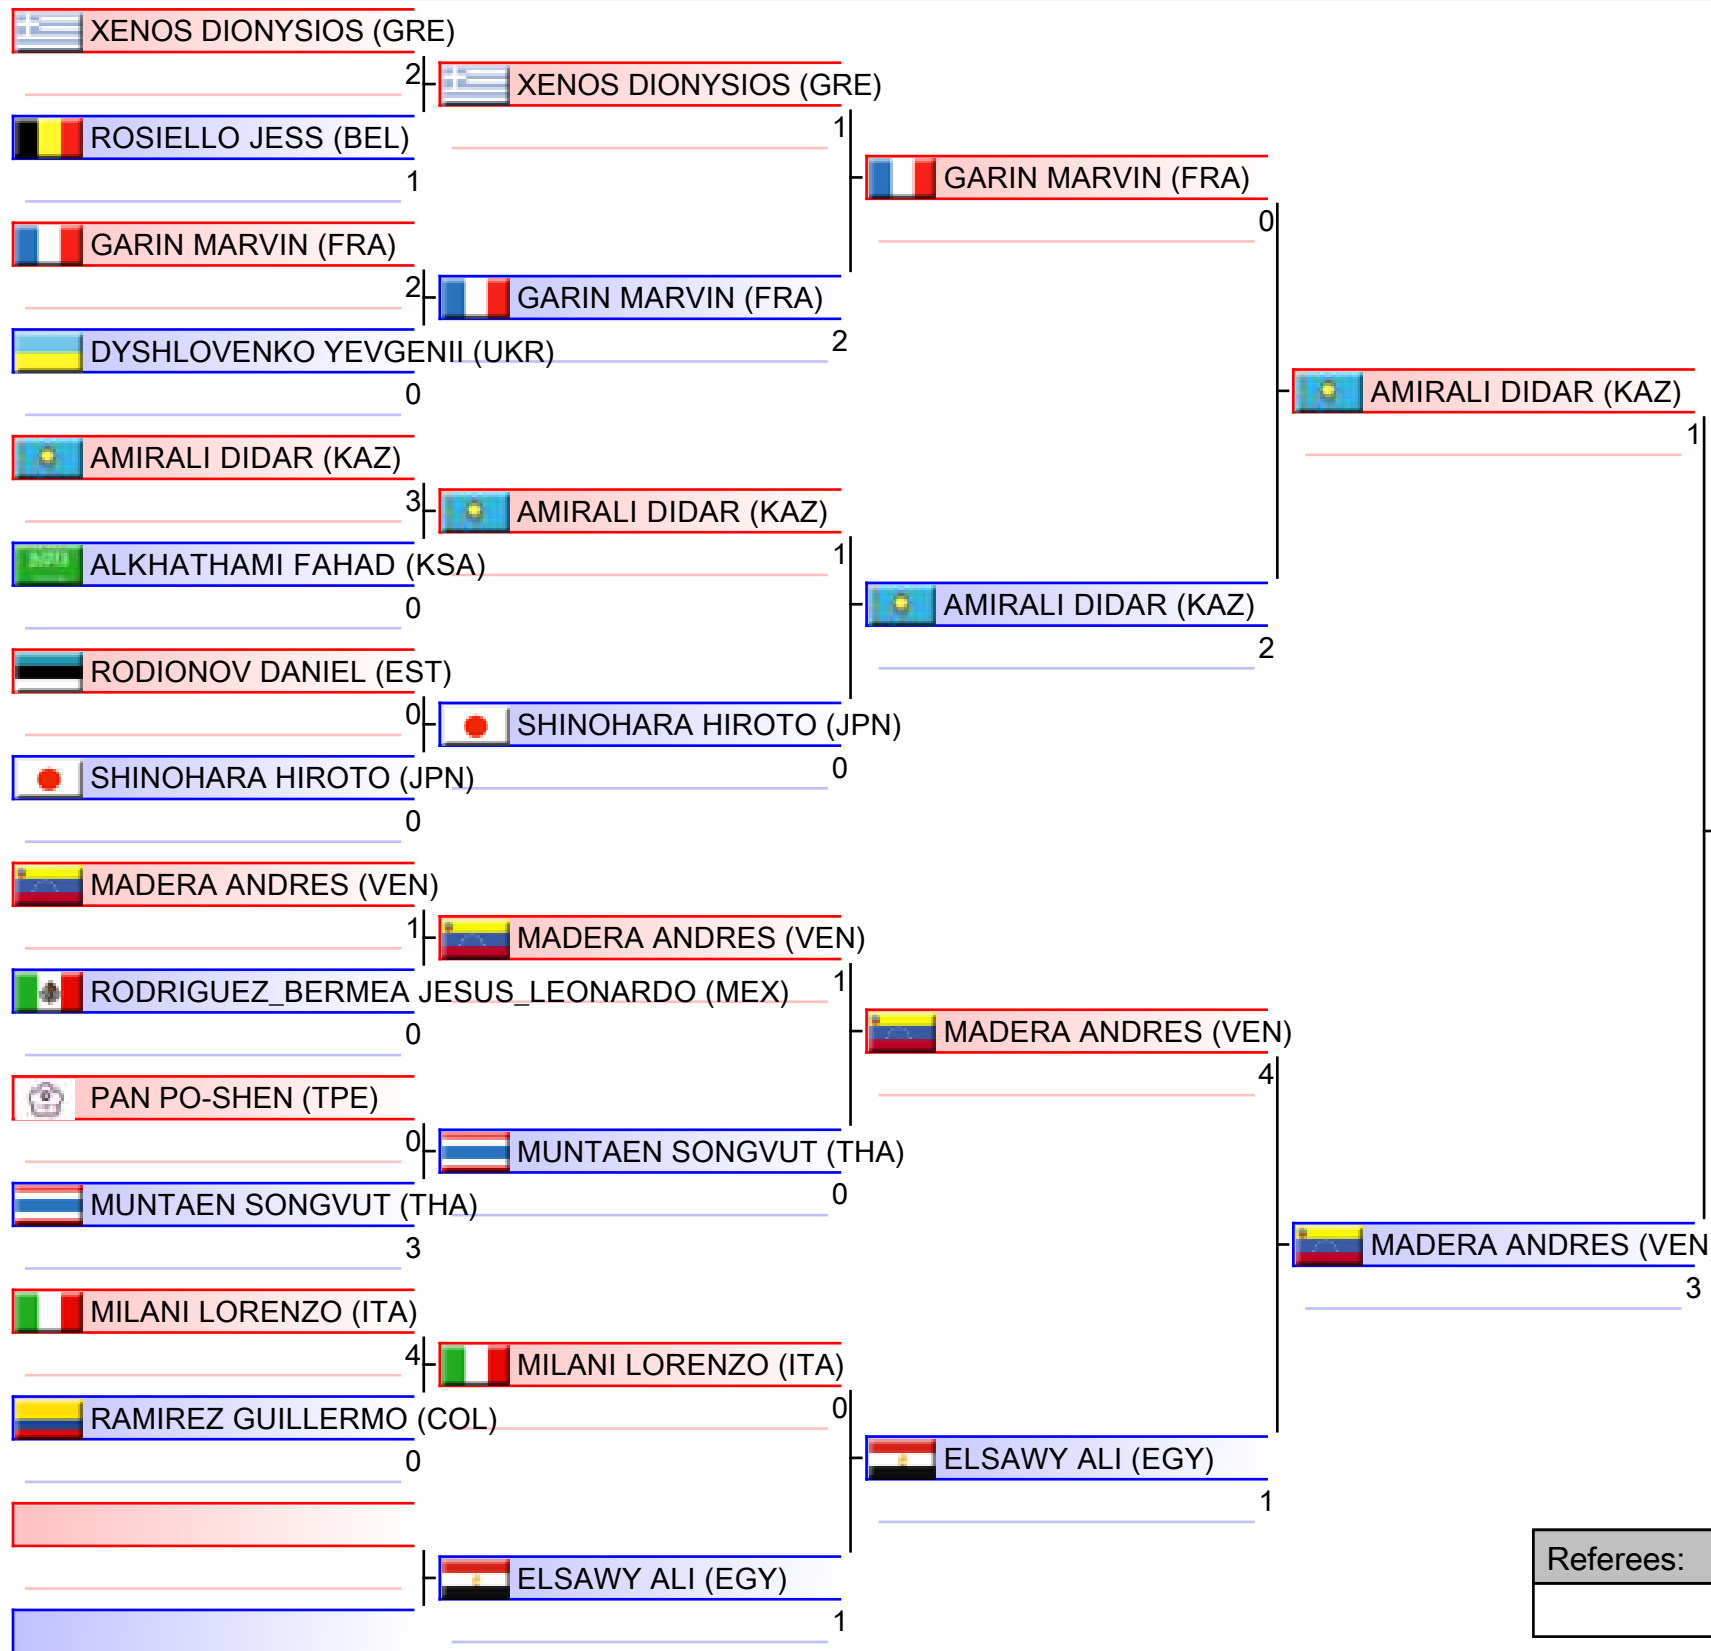 XENOS DIONYSIOS (GRE)
2
XENOS DIONYSIOS (GRE)
1
ROSIELLO JESS (BEL)
1
GARIN MARVIN (FRA)
0
GARIN MARVIN (FRA)
2
GARIN MARVIN (FRA)
2
DYSHLOVENKO YEVGENII (UKR)
0
AMIRALI DIDAR (KAZ)
1
AMIRALI DIDAR (KAZ)
3
AMIRALI DIDAR (KAZ)
1
ALKHATHAMI FAHAD (KSA)
0
AMIRALI DIDAR (KAZ)
2
RODIONOV DANIEL (EST)
0
SHINOHARA HIROTO (JPN)
0
SHINOHARA HIROTO (JPN)
0
MADERA ANDRES (VEN)
1
MADERA ANDRES (VEN)
1
RODRIGUEZ_BERMEA JESUS_LEONARDO (MEX)
0
MADERA ANDRES (VEN)
4
PAN PO-SHEN (TPE)
0
MUNTAEN SONGVUT (THA)
0
MUNTAEN SONGVUT (THA)
3
MADERA ANDRES (VEN
3
MILANI LORENZO (ITA)
4
MILANI LORENZO (ITA)
0
RAMIREZ GUILLERMO (COL)
0
ELSAWY ALI (EGY)
1
ELSAWY ALI (EGY)
1
Referees: